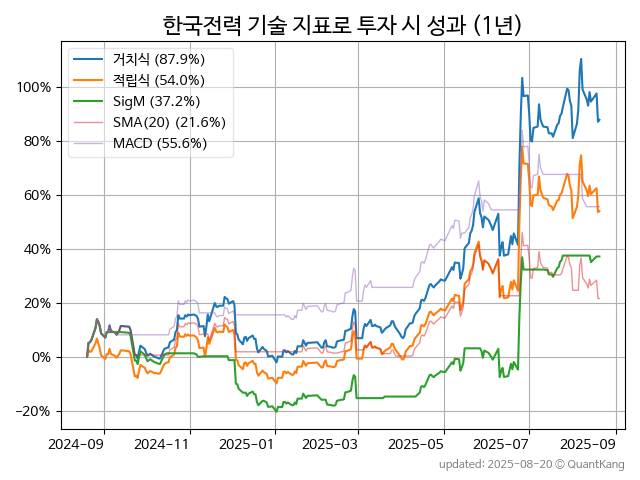 한국전력 기술 지표로 투자 시 성과 (1년)
거치식 (87.9%)
적립식 (54.0%)
SigM (37.2%)
SMA(20) (21.6%)
MACD (55.6%)
100%
80%
60%
40%
20%
0%
−20%
2024-09 2024-11 2025-01 2025-03 2025-05 2025-07 2025-09
updated: 2025-08-20 © QuantKang